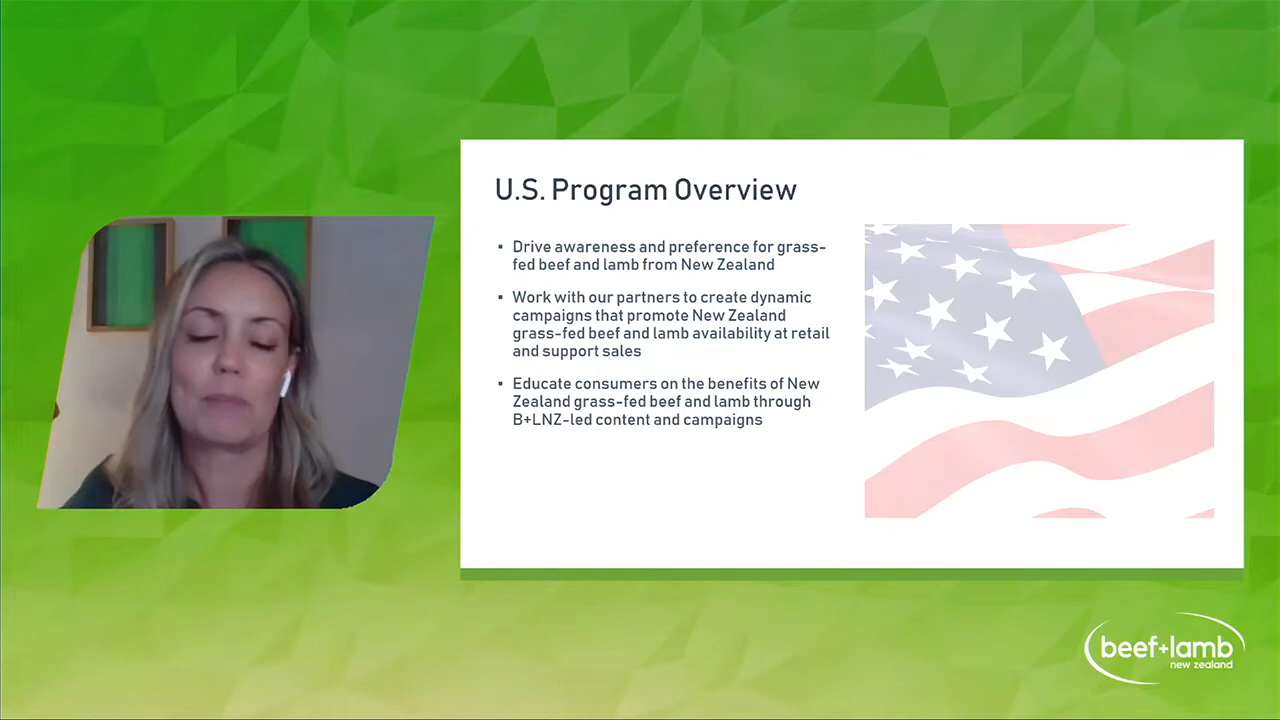 U.S. Program Overview
▪ Drive awareness and preference for grass-
fed beef and lamb from New Zealand
▪ Work with our partners to create dynamic
campaigns that promote New Zealand
grass-fed beef and lamb availability at retail
and support sales
▪ Educate consumers on the benefits of New
Zealand grass-fed beef and lamb through
B+LNZ-led content and campaigns
beef+lamb
new zealand